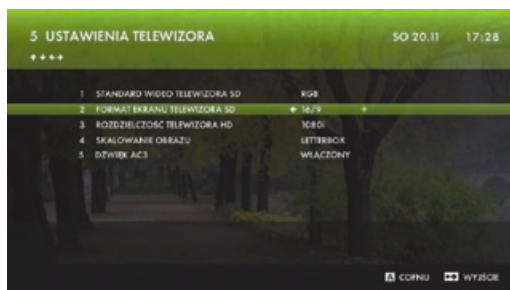 5 USTAWIENIA TELEWIZORA SO 20.11 17:28
1 STANDARD WIDEO TELEWIZORA SD RGB
2 FORMAT EKRANU TELEWIZORA SD 16/9
3 ROZDZIELCZOŚĆ TELEWIZORA HD 1080i
4 SKALOWANIE OBRAZU LETTERBOX
5 DŹWIĘK AC3 WŁĄCZONY
A COFNIJ WYJŚCIE